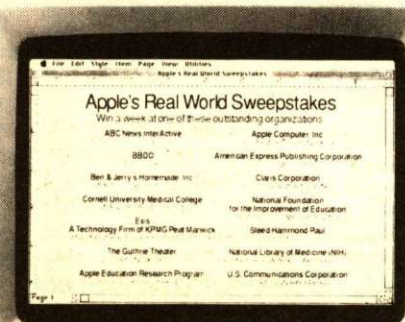 File Edit Style Item Page View Utilities
Apple's Real World Sweepstakes
Apple's Real World Sweepstakes
Win a week at one of these outstanding organizations
ABC News InterActive
Apple Computer Inc
BBDO
American Express Publishing Corporation
Ben & Jerry's Homemade Inc
Claris Corporation
Cornell University Medical College
National Foundation
for the Improvement of Education
Exis
A Technology Firm of KPMG Peat Marwick
Steed Hammond Paul
The Guthrie Theater
National Library of Medicine (NIH)
Apple Education Research Program
U.S. Communications Corporation
Page 1